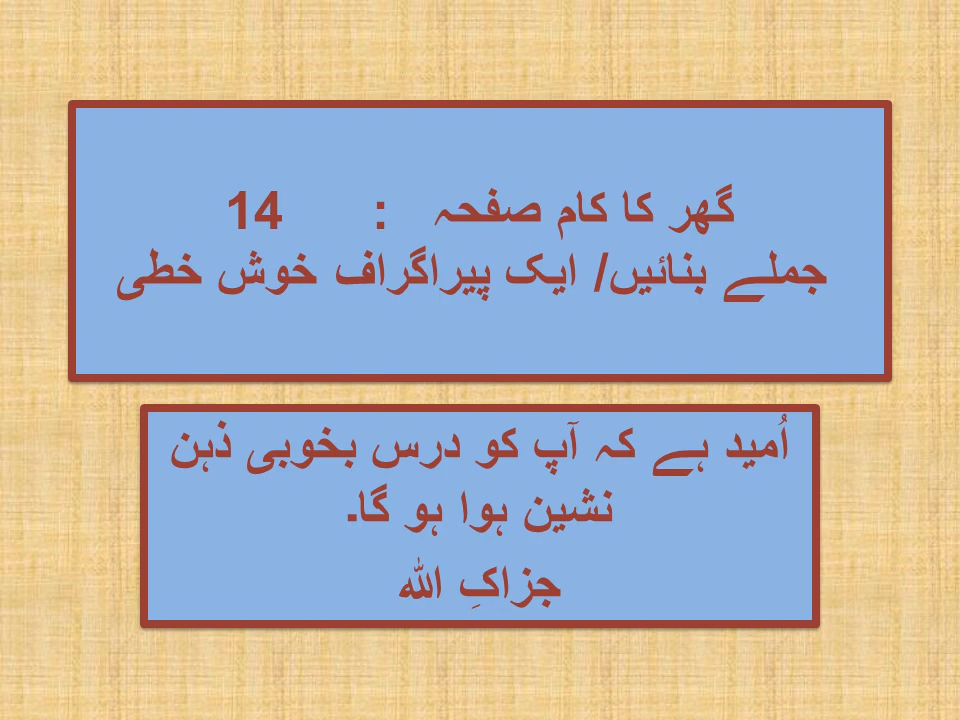 گھر کا کام صفحہ : 14
جملے بنائیں/ ایک پیراگراف خوش خطی
اُمید ہے کہ آپ کو درس بخوبی ذہن
نشین ہوا ہو گا۔
جزاکِ اللہ